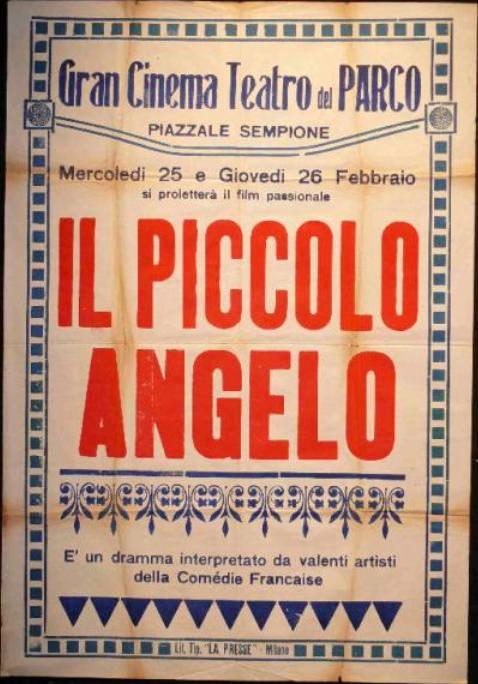 Gran Cinema Teatro del PARCO
PIAZZALE SEMPIONE
Mercoledì 25 e Giovedì 26 Febbraio
si proietterà il film passionale
IL PICCOLO
ANGELO
E' un dramma interpretato da valenti artisti
della Comédie Francaise
Lit. Tip. "LA PRESSE" - Milano